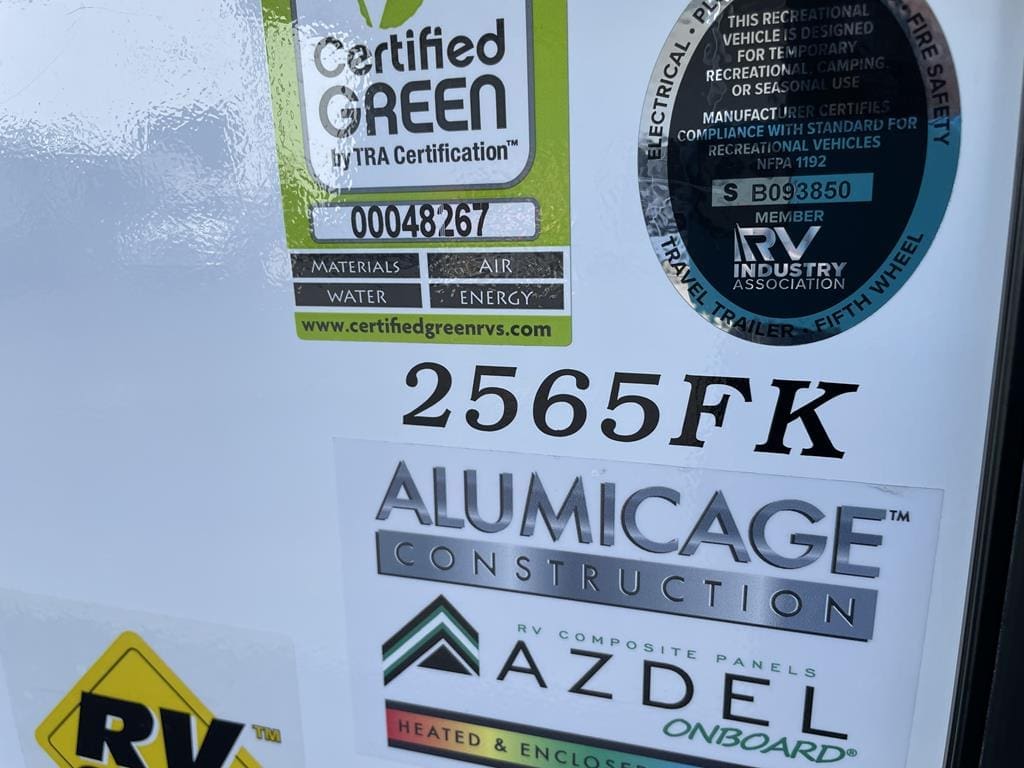 Certified
GREEN
by TRA Certification™
00048267
MATERIALS
AIR
WATER
ENERGY
www.certifiedgreenrvs.com
ELECTRICAL •
• FIRE SAFETY
THIS RECREATIONAL
VEHICLE IS DESIGNED
FOR TEMPORARY
RECREATIONAL, CAMPING,
OR SEASONAL USE
MANUFACTURER CERTIFIES
COMPLIANCE WITH STANDARD FOR
RECREATIONAL VEHICLES
NFPA 1192
S B093850
MEMBER
RV
INDUSTRY
ASSOCIATION
TRAVEL TRAILER • FIFTH WHEEL
2565FK
ALUMICAGE™
CONSTRUCTION
RV COMPOSITE PANELS
AZDEL
ONBOARD®
HEATED & ENCLOSED
RV™